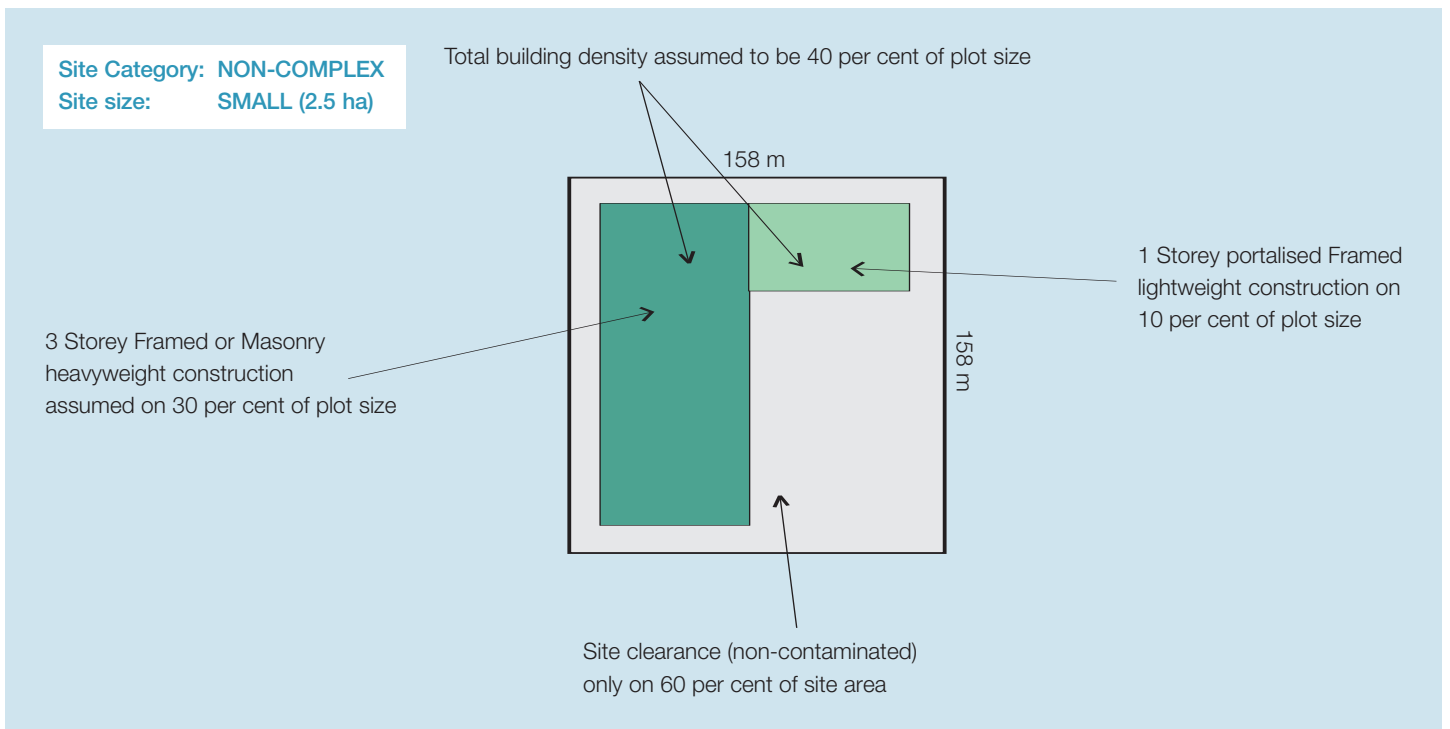 Site Category: NON-COMPLEX
Site size: SMALL (2.5 ha)
Total building density assumed to be 40 per cent of plot size
158 m
1 Storey portalised Framed
lightweight construction on
10 per cent of plot size
158 m
3 Storey Framed or Masonry
heavyweight construction
assumed on 30 per cent of plot size
Site clearance (non-contaminated)
only on 60 per cent of site area